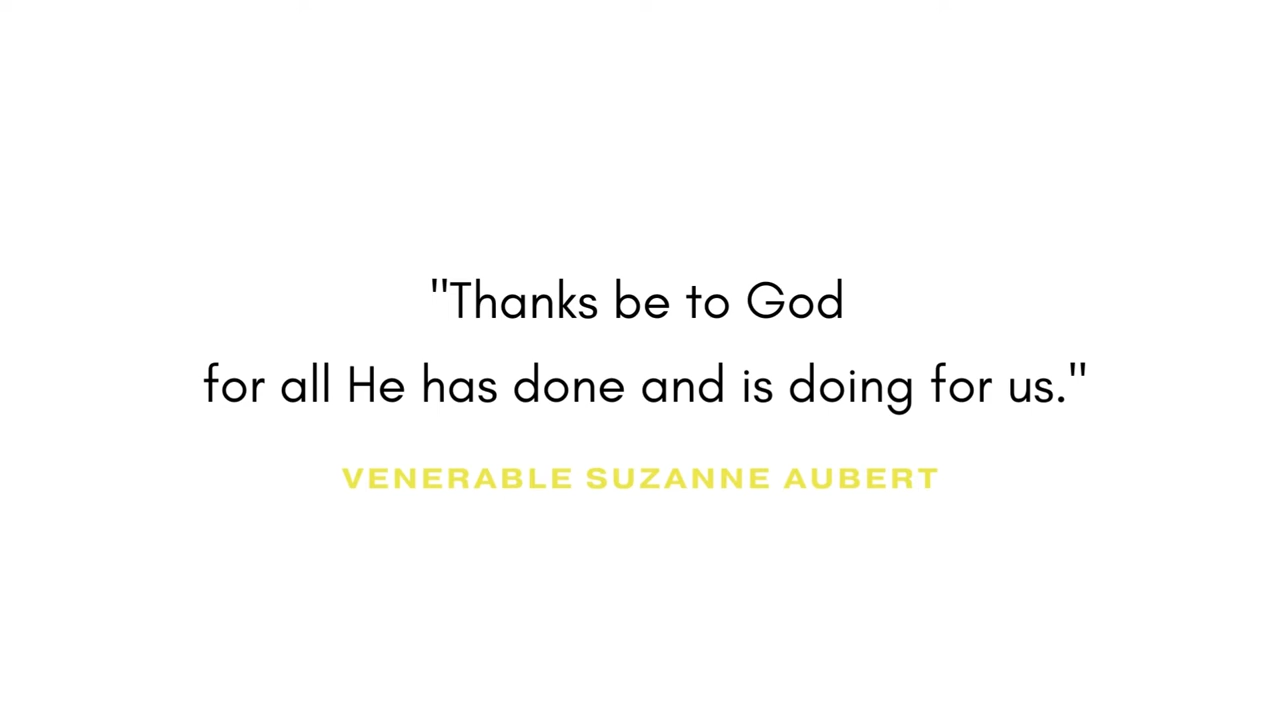 "Thanks be to God
for all He has done and is doing for us."
VENERABLE SUZANNE AUBERT